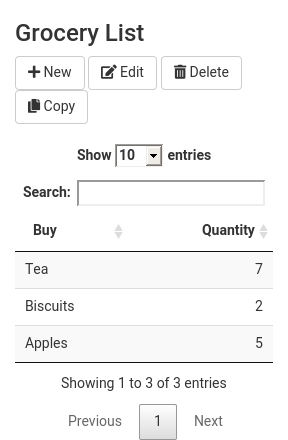 Grocery List
New Edit Delete
Copy
Show 10 entries
Search:
Buy Quantity
Tea 7
Biscuits 2
Apples 5
Showing 1 to 3 of 3 entries
Previous 1 Next